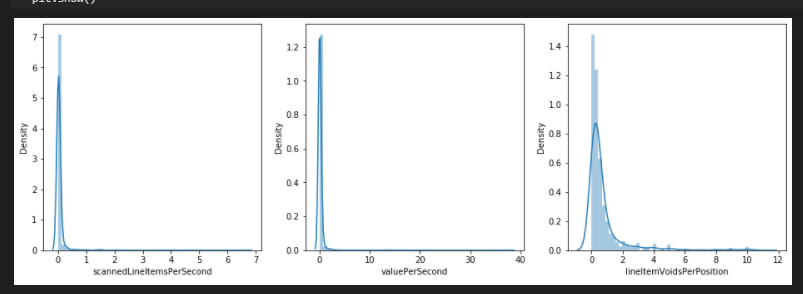 plt.show()
Density
7
6
5
4
3
2
1
0
0 1 2 3 4 5 6 7
scannedLineItemsPerSecond
Density
1.2
1.0
0.8
0.6
0.4
0.2
0.0
0 10 20 30 40
valuePerSecond
Density
1.4
1.2
1.0
0.8
0.6
0.4
0.2
0.0
0 2 4 6 8 10 12
lineItemVoidsPerPosition